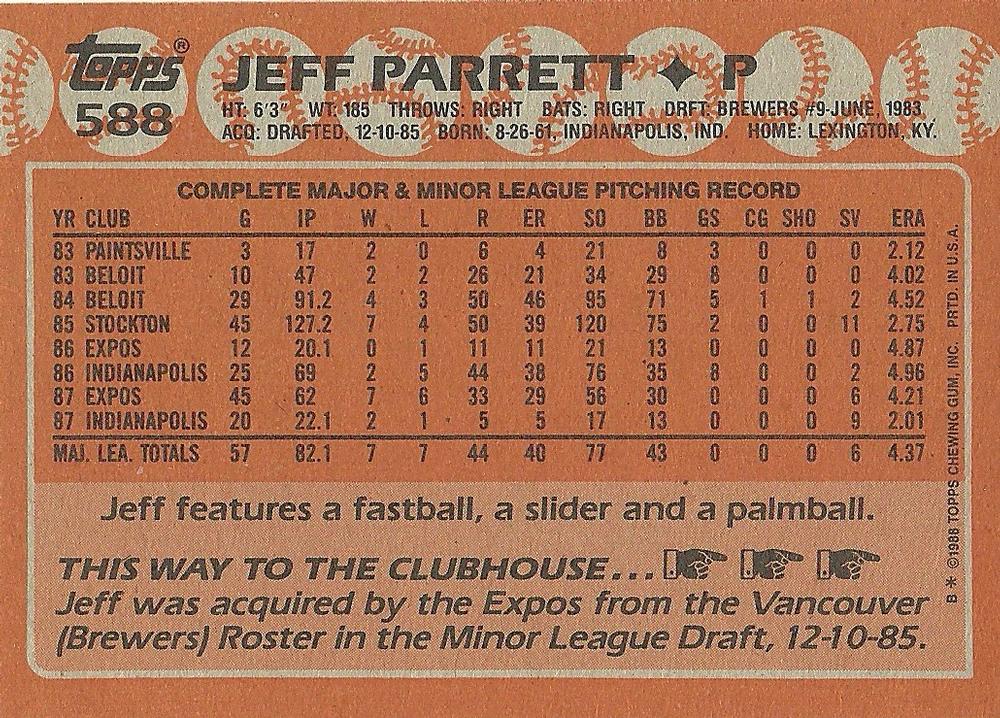 topps®
588
JEFF PARRETT ✦ P
HT: 6'3" WT: 185 THROWS: RIGHT BATS: RIGHT DRFT: BREWERS #9-JUNE, 1983
ACQ: DRAFTED, 12-10-85 BORN: 8-26-61, INDIANAPOLIS, IND. HOME: LEXINGTON, KY.
COMPLETE MAJOR & MINOR LEAGUE PITCHING RECORD
YR CLUB G IP W L R ER SO BB GS CG SHO SV ERA
83 PAINTSVILLE 3 17 2 0 6 4 21 8 3 0 0 0 2.12
83 BELOIT 10 47 2 2 26 21 34 29 8 0 0 0 4.02
84 BELOIT 29 91.2 4 3 50 46 95 71 5 1 1 2 4.52
85 STOCKTON 45 127.2 7 4 50 39 120 75 2 0 0 11 2.75
86 EXPOS 12 20.1 0 1 11 11 21 13 0 0 0 0 4.87
86 INDIANAPOLIS 25 69 2 5 44 38 76 35 8 0 0 2 4.96
87 EXPOS 45 62 7 6 33 29 56 30 0 0 0 6 4.21
87 INDIANAPOLIS 20 22.1 2 1 5 5 17 13 0 0 0 9 2.01
MAJ. LEA. TOTALS 57 82.1 7 7 44 40 77 43 0 0 0 6 4.37
Jeff features a fastball, a slider and a palmball.
THIS WAY TO THE CLUBHOUSE...
Jeff was acquired by the Expos from the Vancouver
(Brewers) Roster in the Minor League Draft, 12-10-85.
B * ©1988 TOPPS CHEWING GUM, INC. PRTD. IN U.S.A.